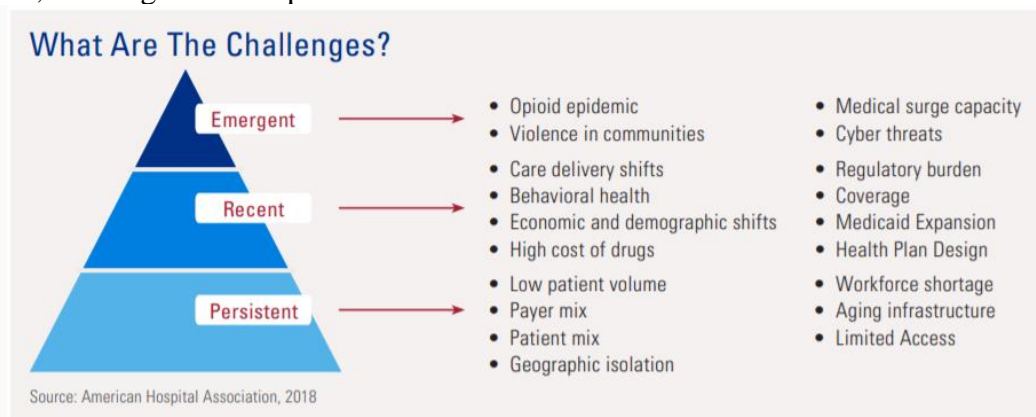 What Are The Challenges?
Emergent
• Opioid epidemic
• Violence in communities
• Medical surge capacity
• Cyber threats
Recent
• Care delivery shifts
• Behavioral health
• Economic and demographic shifts
• High cost of drugs
• Regulatory burden
• Coverage
• Medicaid Expansion
• Health Plan Design
Persistent
• Low patient volume
• Payer mix
• Patient mix
• Geographic isolation
• Workforce shortage
• Aging infrastructure
• Limited Access
Source: American Hospital Association, 2018